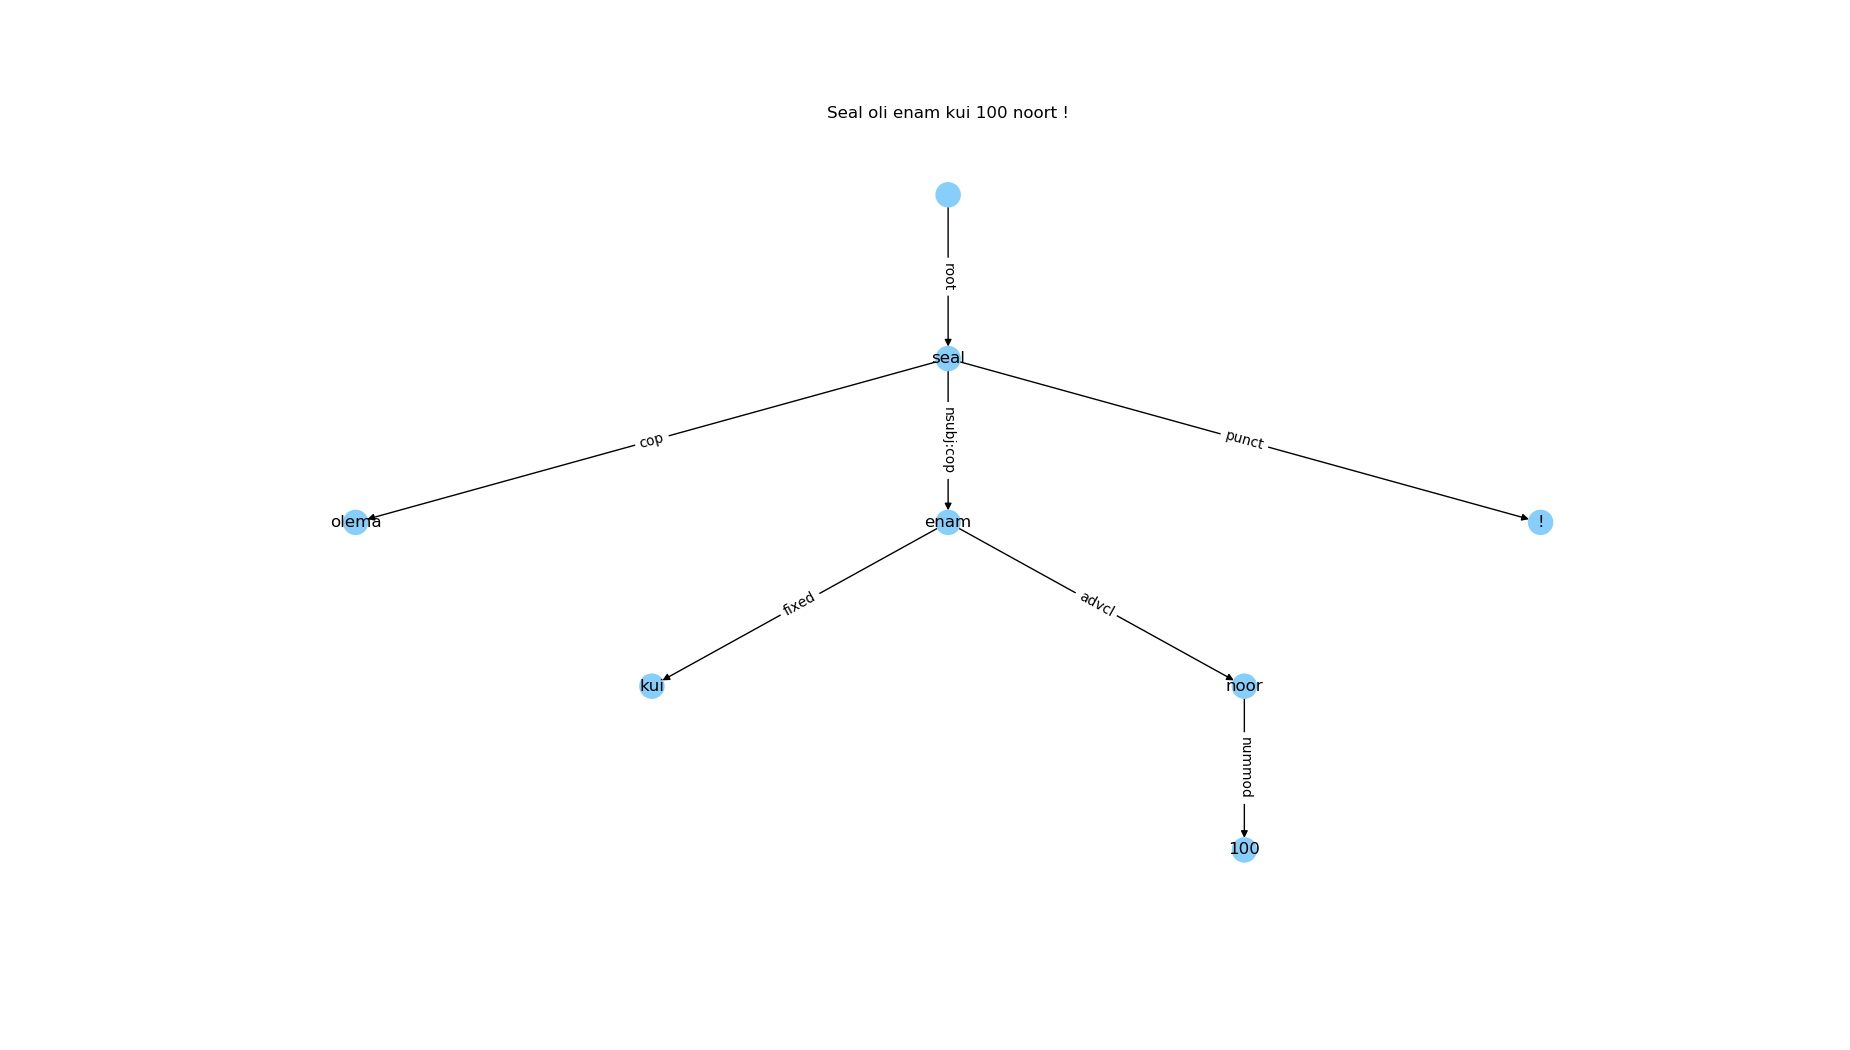 Seal oli enam kui 100 noort !
root
seal
cop
nsubj:cop
punct
olema
enam
!
fixed
advcl
kui
noor
nummod
100